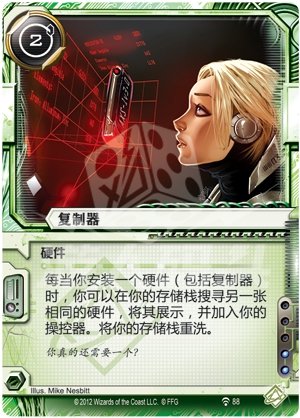 2
复制器
硬件
每当你安装一个硬件（包括复制器）
时，你可以在你的存储栈搜寻另一张
相同的硬件，将其展示，并加入你的
操控器。将你的存储栈重洗。
你真的还需要一个?
Illus. Mike Nesbitt
© 2012 Wizards of the Coast LLC. © FFG 88